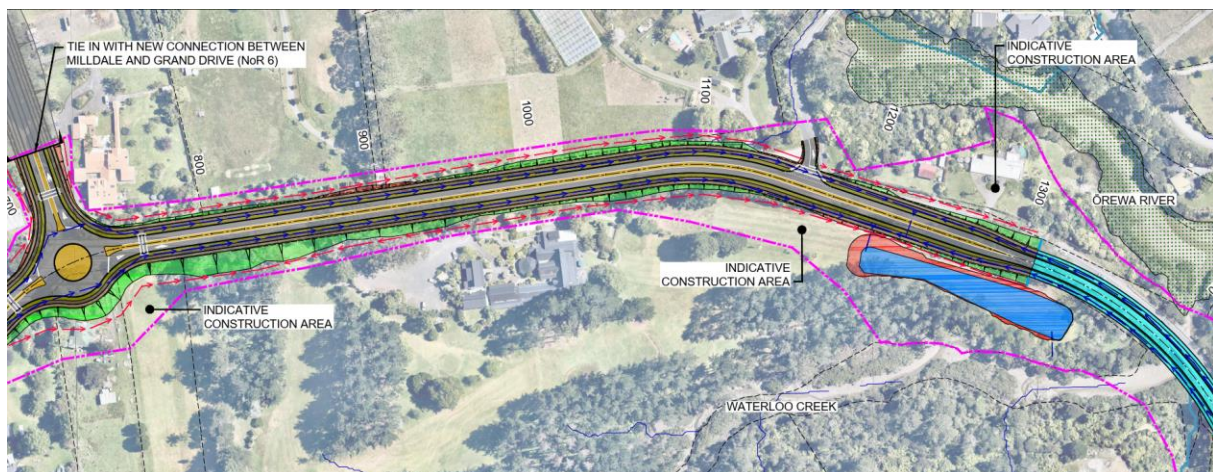 TIE IN WITH NEW CONNECTION BETWEEN
MILLDALE AND GRAND DRIVE (NoR 6)
INDICATIVE
CONSTRUCTION AREA
700
800
900
1000
1100
1200
1300
ŌREWA RIVER
INDICATIVE
CONSTRUCTION AREA
INDICATIVE
CONSTRUCTION AREA
WATERLOO CREEK